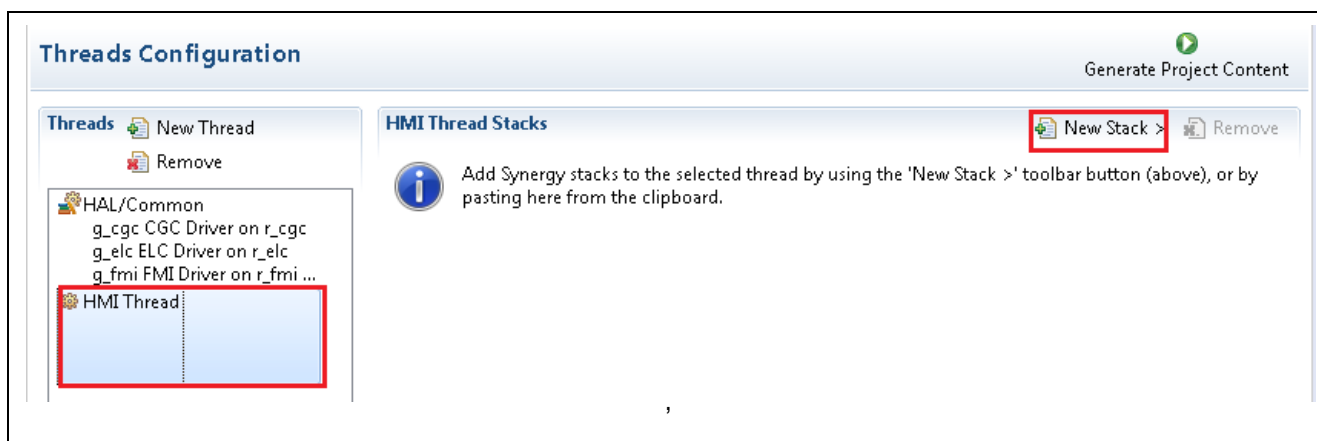 Threads Configuration
Generate Project Content
Threads
New Thread
Remove
HAL/Common
g_cgc CGC Driver on r_cgc
g_elc ELC Driver on r_elc
g_fmi FMI Driver on r_fmi ...
HMI Thread
HMI Thread Stacks
New Stack >
Remove
Add Synergy stacks to the selected thread by using the 'New Stack >' toolbar button (above), or by
pasting here from the clipboard.
,